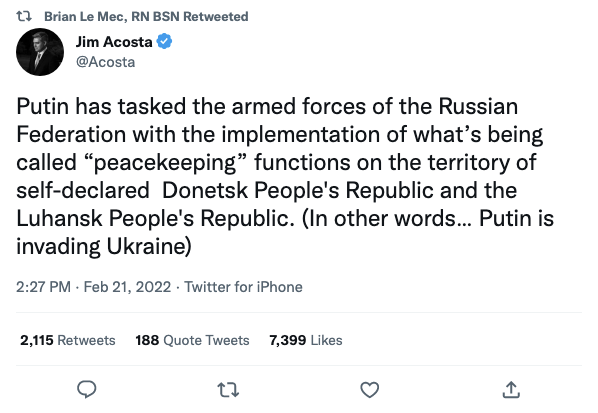 Brian Le Mec, RN BSN Retweeted
Jim Acosta
@Acosta
Putin has tasked the armed forces of the Russian
Federation with the implementation of what’s being
called “peacekeeping” functions on the territory of
self-declared  Donetsk People's Republic and the
Luhansk People's Republic. (In other words... Putin is
invading Ukraine)
2:27 PM · Feb 21, 2022 · Twitter for iPhone
2,115 Retweets 188 Quote Tweets 7,399 Likes